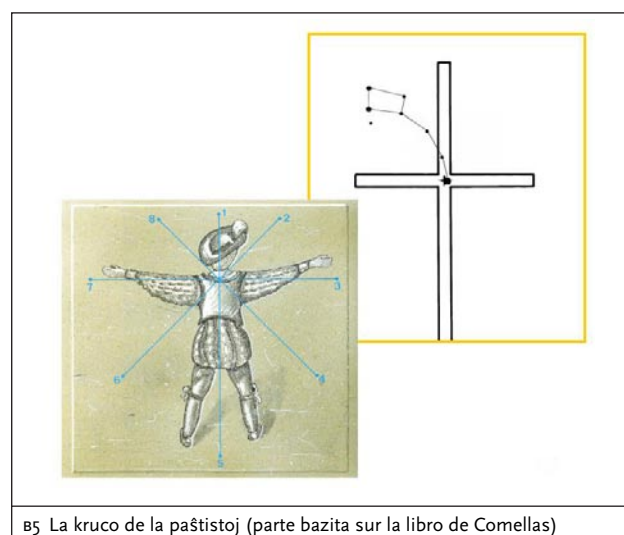 8 1 2
7 3
6 4
5
B5 La kruco de la paŝtistoj (parte bazita sur la libro de Comellas)